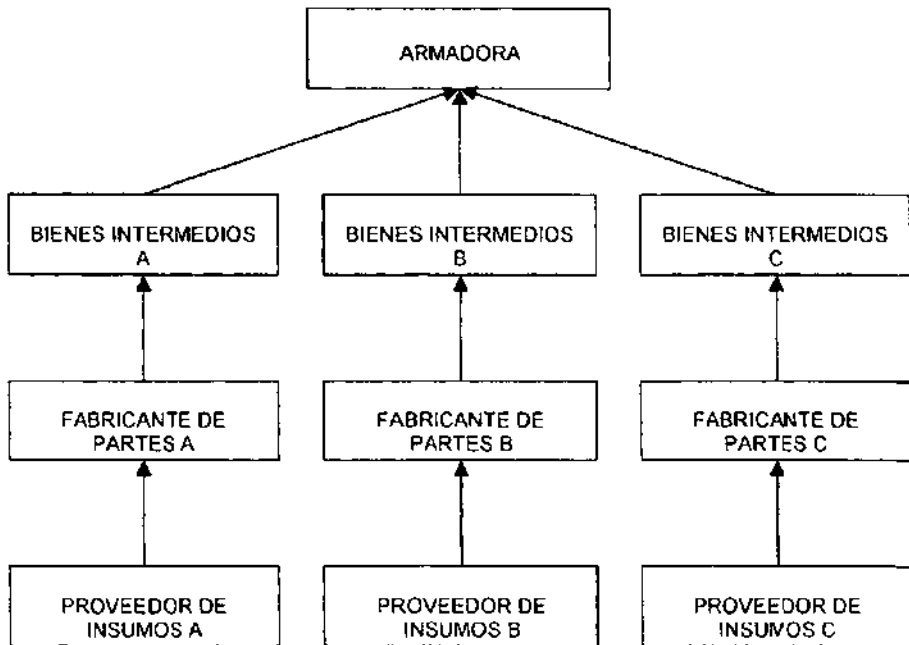 ARMADORA
BIENES INTERMEDIOS
A
BIENES INTERMEDIOS
B
BIENES INTERMEDIOS
C
FABRICANTE DE
PARTES A
FABRICANTE DE
PARTES B
FABRICANTE DE
PARTES C
PROVEEDOR DE
INSUMOS A
PROVEEDOR DE
INSUMOS B
PROVEEDOR DE
INSUMOS C